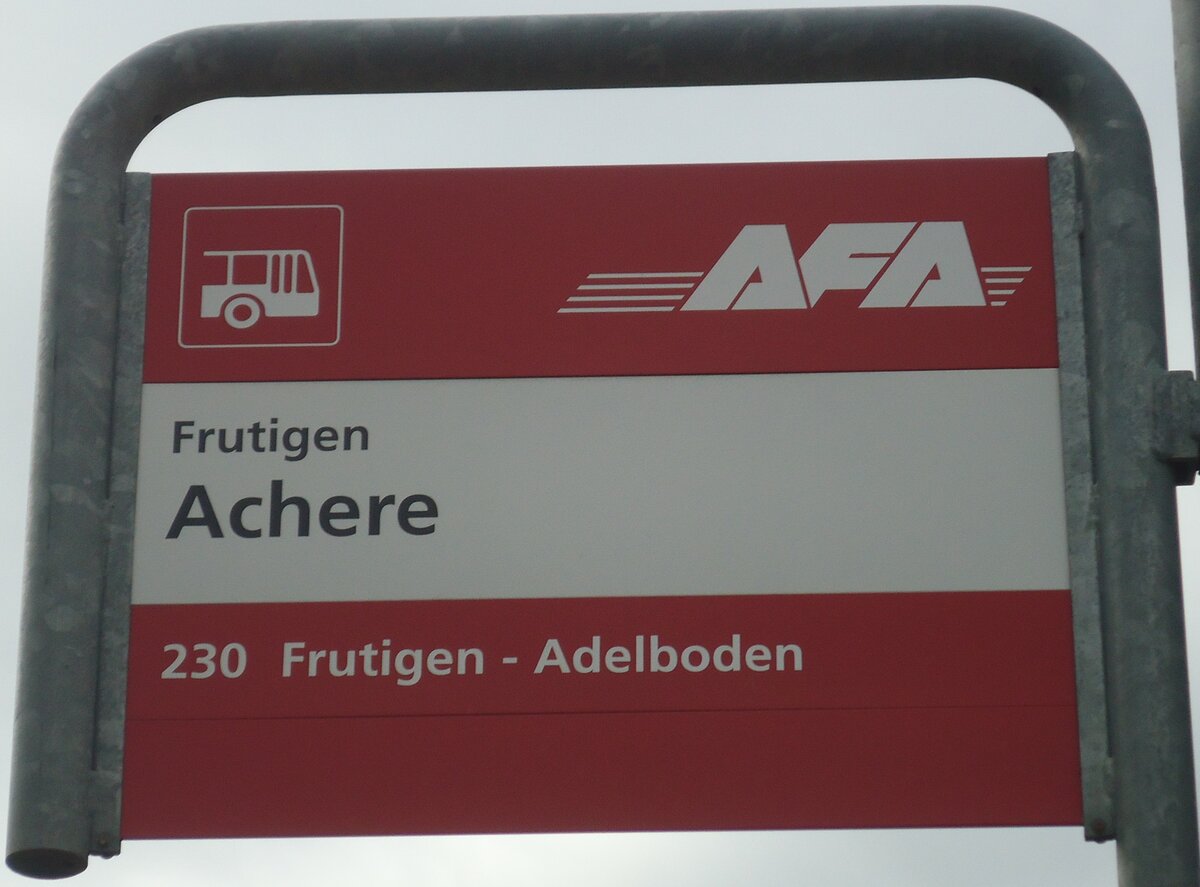 AFA
Frutigen
Achere
230 Frutigen - Adelboden